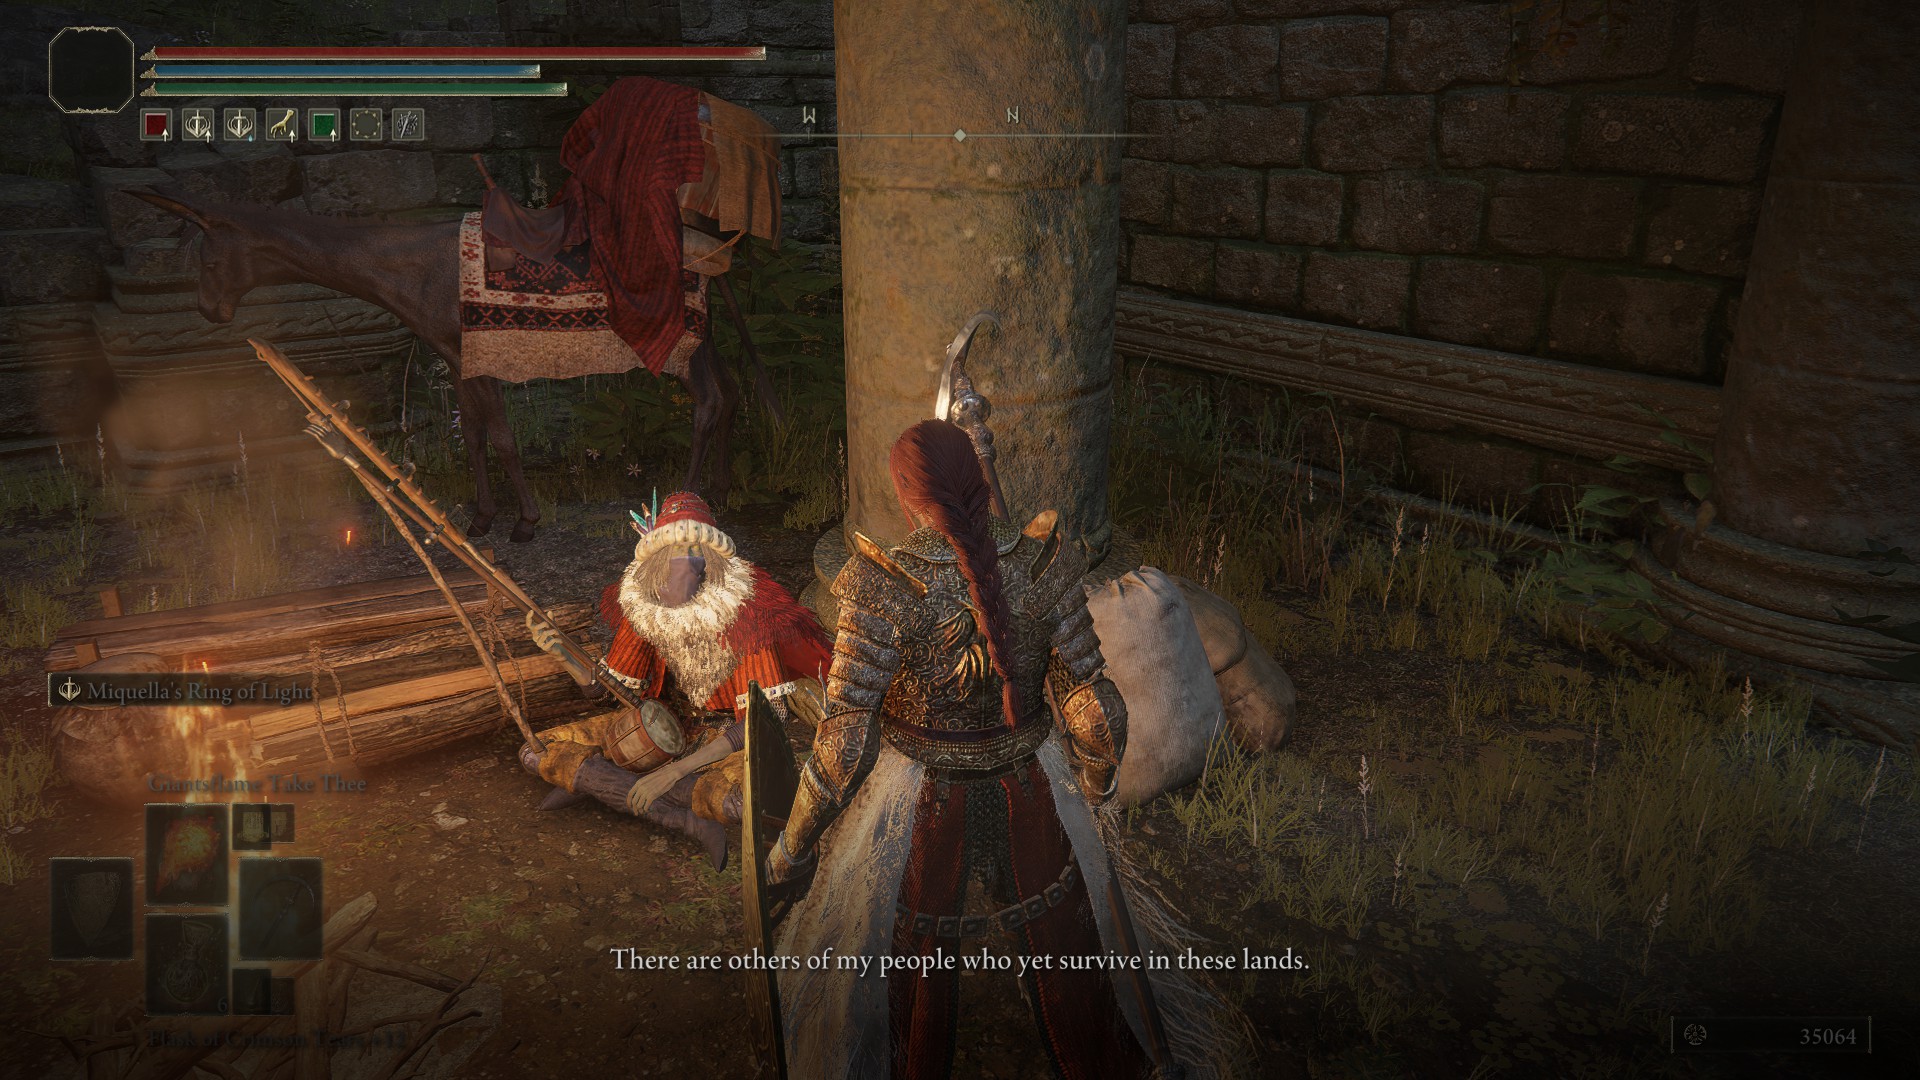 W N
Miquella's Ring of Light
Giantsflame Take Thee
6
Flask of Crimson Tears +12
There are others of my people who yet survive in these lands.
35064